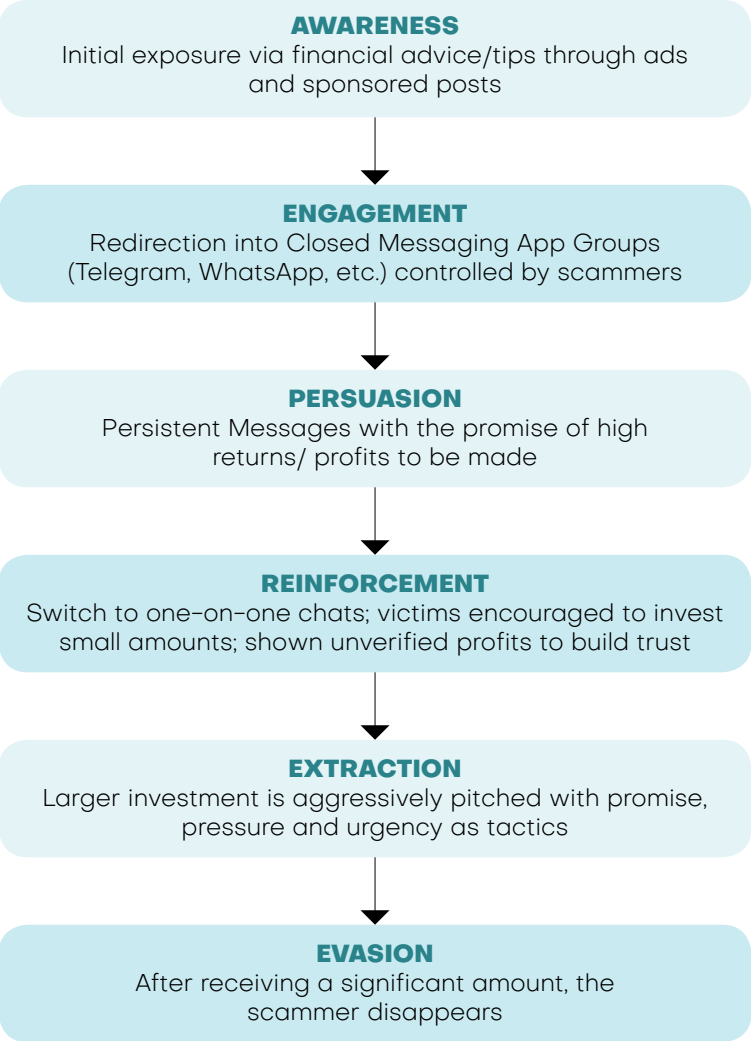 AWARENESS
Initial exposure via financial advice/tips through ads
and sponsored posts
ENGAGEMENT
Redirection into Closed Messaging App Groups
(Telegram, WhatsApp, etc.) controlled by scammers
PERSUASION
Persistent Messages with the promise of high
returns/ profits to be made
REINFORCEMENT
Switch to one-on-one chats; victims encouraged to invest
small amounts; shown unverified profits to build trust
EXTRACTION
Larger investment is aggressively pitched with promise,
pressure and urgency as tactics
EVASION
After receiving a significant amount, the
scammer disappears